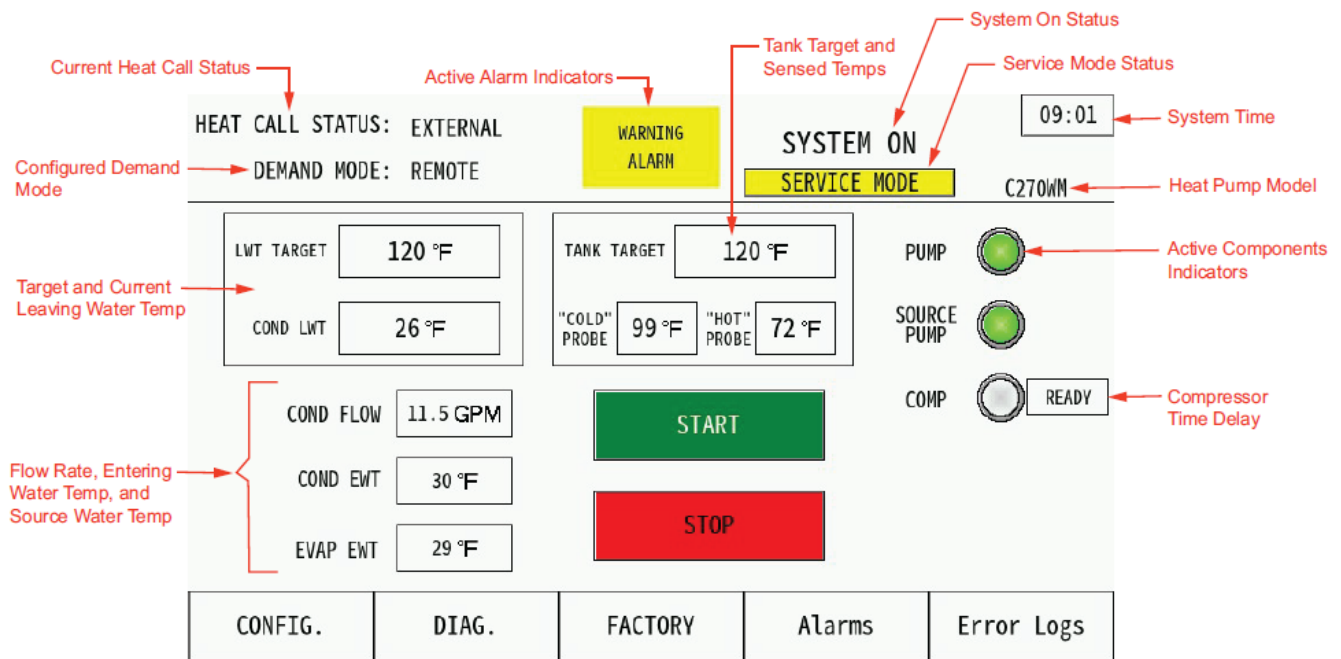 System On Status
Tank Target and
Sensed Temps
Service Mode Status
Current Heat Call Status
Active Alarm Indicators
HEAT CALL STATUS: EXTERNAL
WARNING
ALARM
SYSTEM ON
09:01
System Time
Configured Demand
Mode
DEMAND MODE: REMOTE
SERVICE MODE
C270WM
Heat Pump Model
LWT TARGET
120 °F
TANK TARGET
120 °F
PUMP
Active Components
Indicators
Target and Current
Leaving Water Temp
COND LWT
26 °F
"COLD"
PROBE
99 °F
"HOT"
PROBE
72 °F
SOURCE
PUMP
COMP
READY
Compressor
Time Delay
COND FLOW
11.5 GPM
START
Flow Rate, Entering
Water Temp, and
Source Water Temp
COND EWT
30 °F
STOP
EVAP EWT
29 °F
CONFIG.
DIAG.
FACTORY
Alarms
Error Logs